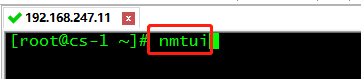 192.168.247.11 x
[root@cs-1 ~]# nmtui